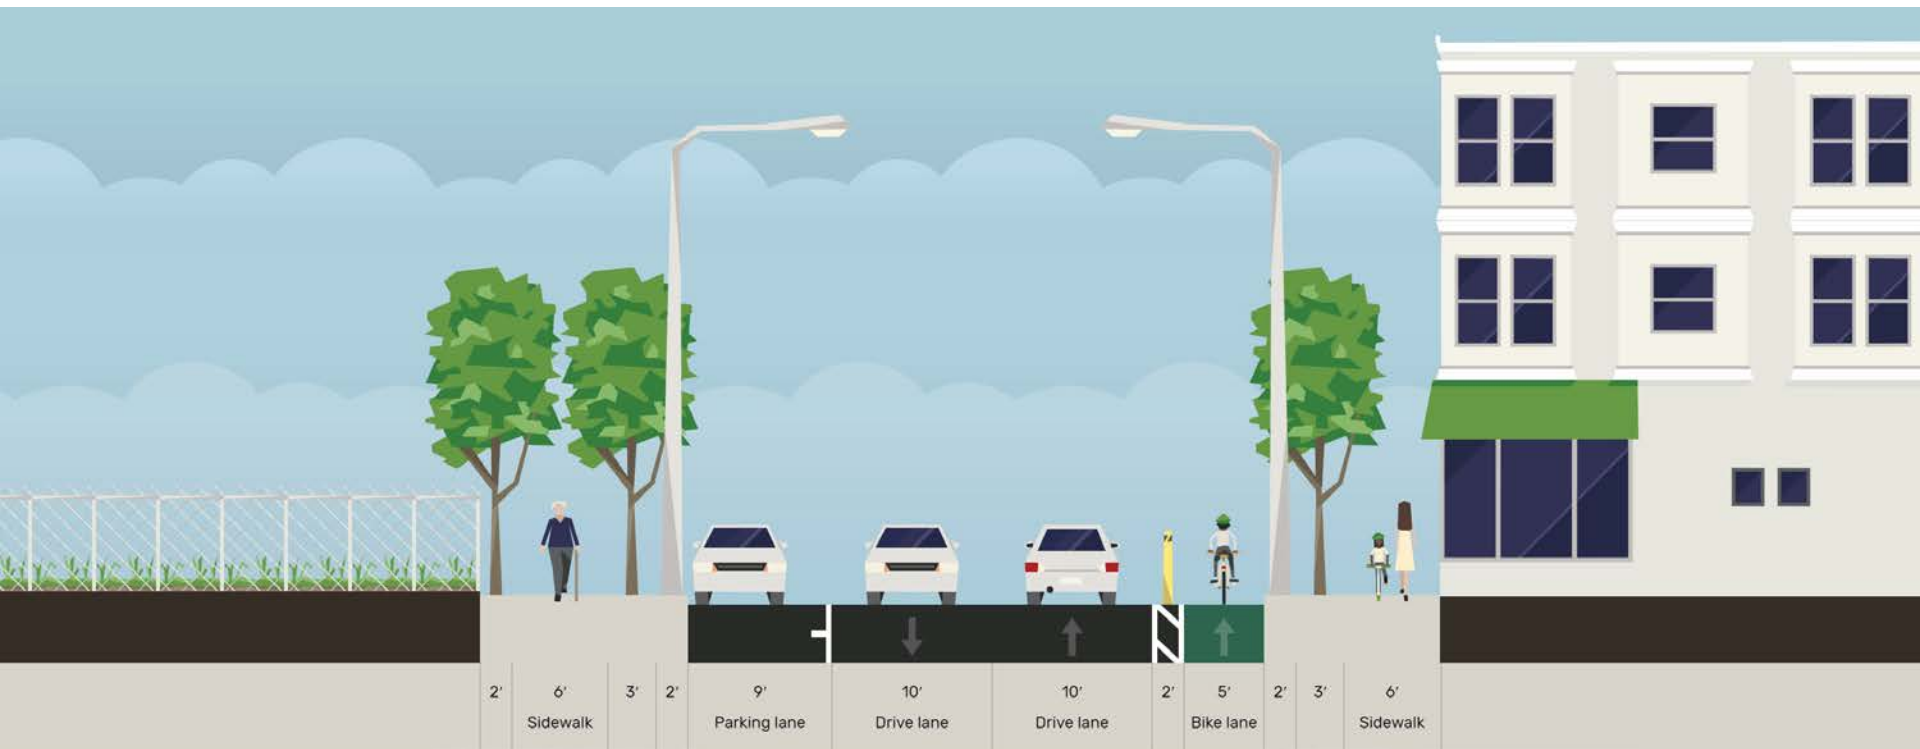 2′ 6′ 3′ 2′ 9′ 10′ 10′ 2′ 5′ 2′ 3′ 6′
Sidewalk Parking lane Drive lane Drive lane Bike lane Sidewalk